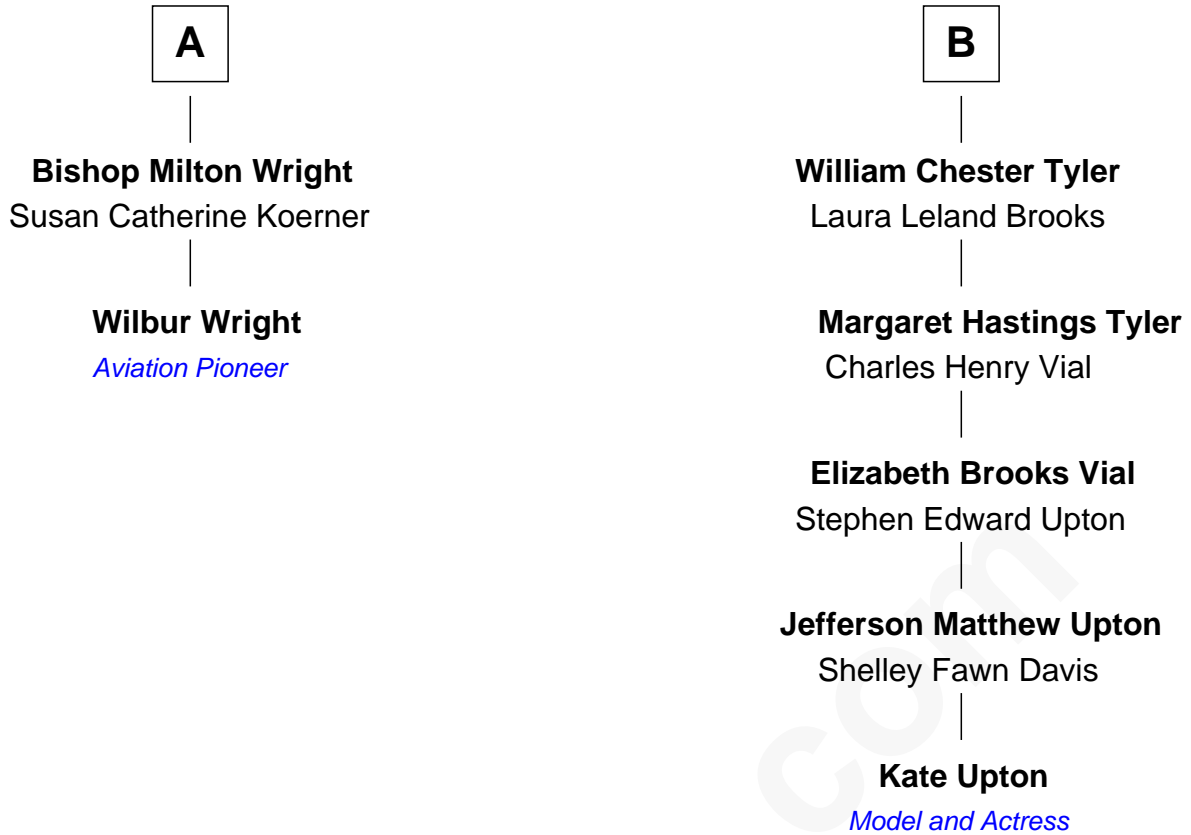 A
Bishop Milton Wright
Susan Catherine Koerner
Wilbur Wright
Aviation Pioneer
B
William Chester Tyler
Laura Leland Brooks
Margaret Hastings Tyler
Charles Henry Vial
Elizabeth Brooks Vial
Stephen Edward Upton
Jefferson Matthew Upton
Shelley Fawn Davis
Kate Upton
Model and Actress
com